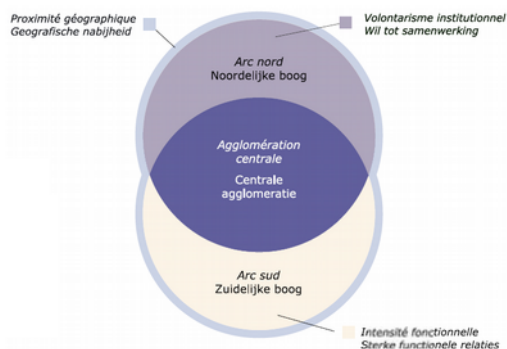 Proximité géographique
Geografische nabijheid
Volontarisme institutionnel
Wil tot samenwerking
Arc nord
Noordelijke boog
Agglomération
centrale
Centrale
agglomeratie
Arc sud
Zuidelijke boog
Intensité fonctionnelle
Sterke functionele relaties